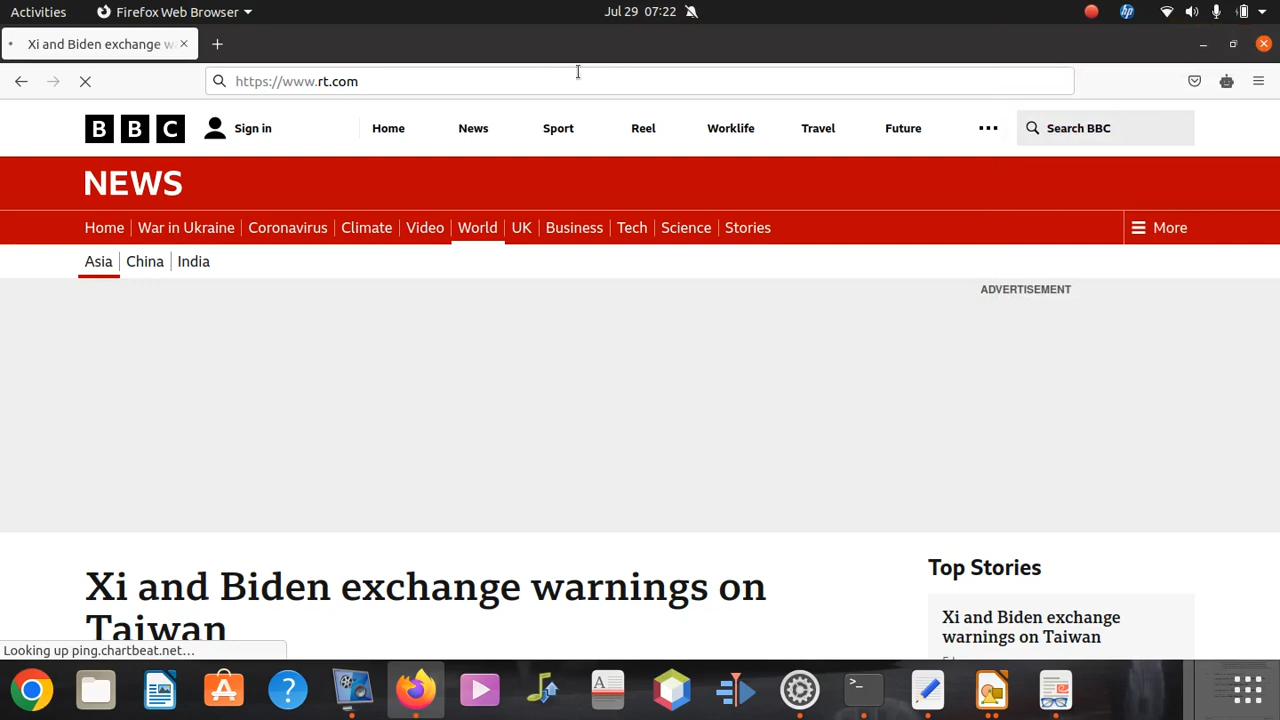 Activities Firefox Web Browser Jul 29 07:22
Xi and Biden exchange wa
https://www.rt.com
BBC Sign in Home News Sport Reel Worklife Travel Future Search BBC
NEWS
Home War in Ukraine Coronavirus Climate Video World UK Business Tech Science Stories More
Asia China India
ADVERTISEMENT
Xi and Biden exchange warnings on
Taiwan
Top Stories
Xi and Biden exchange
warnings on Taiwan
Looking up ping.chartbeat.net...